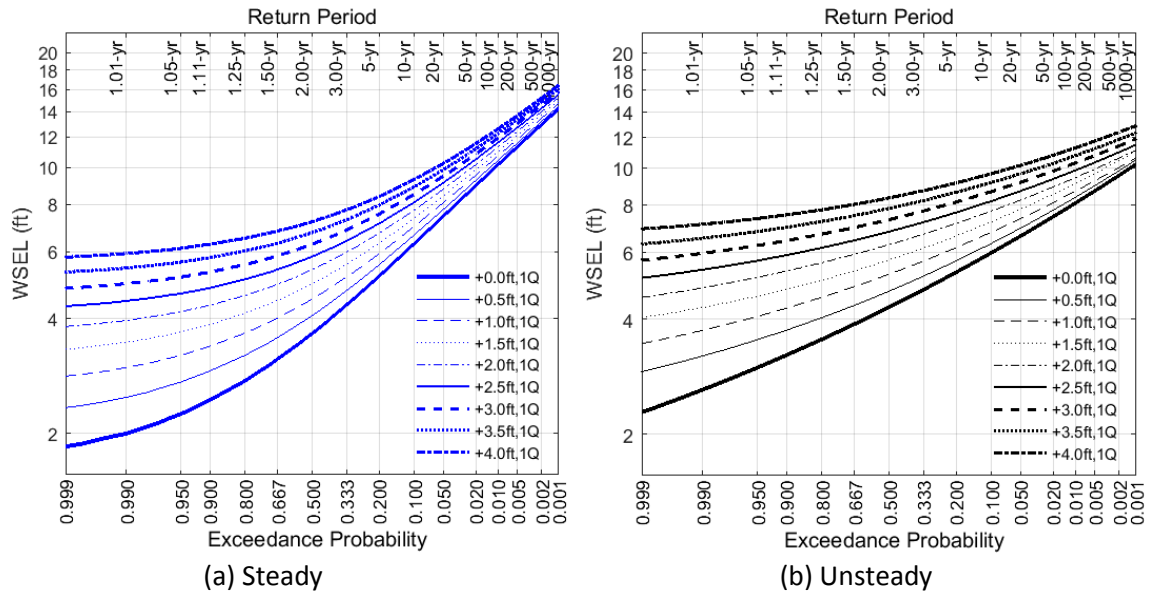 Return Period
1.01-yr
1.05-yr
1.11-yr
1.25-yr
1.50-yr
2.00-yr
3.00-yr
5-yr
10-yr
20-yr
50-yr
100-yr
200-yr
500-yr
1000-yr
20
18
16
14
12
10
8
6
4
2
WSEL (ft)
+0.0ft,1Q
+0.5ft,1Q
+1.0ft,1Q
+1.5ft,1Q
+2.0ft,1Q
+2.5ft,1Q
+3.0ft,1Q
+3.5ft,1Q
+4.0ft,1Q
0.999
0.990
0.950
0.900
0.800
0.667
0.500
0.333
0.200
0.100
0.050
0.020
0.010
0.005
0.002
0.001
Exceedance Probability
(a) Steady
Return Period
1.01-yr
1.05-yr
1.11-yr
1.25-yr
1.50-yr
2.00-yr
3.00-yr
5-yr
10-yr
20-yr
50-yr
100-yr
200-yr
500-yr
1000-yr
20
18
16
14
12
10
8
6
4
2
WSEL (ft)
+0.0ft,1Q
+0.5ft,1Q
+1.0ft,1Q
+1.5ft,1Q
+2.0ft,1Q
+2.5ft,1Q
+3.0ft,1Q
+3.5ft,1Q
+4.0ft,1Q
0.999
0.990
0.950
0.900
0.800
0.667
0.500
0.333
0.200
0.100
0.050
0.020
0.010
0.005
0.002
0.001
Exceedance Probability
(b) Unsteady